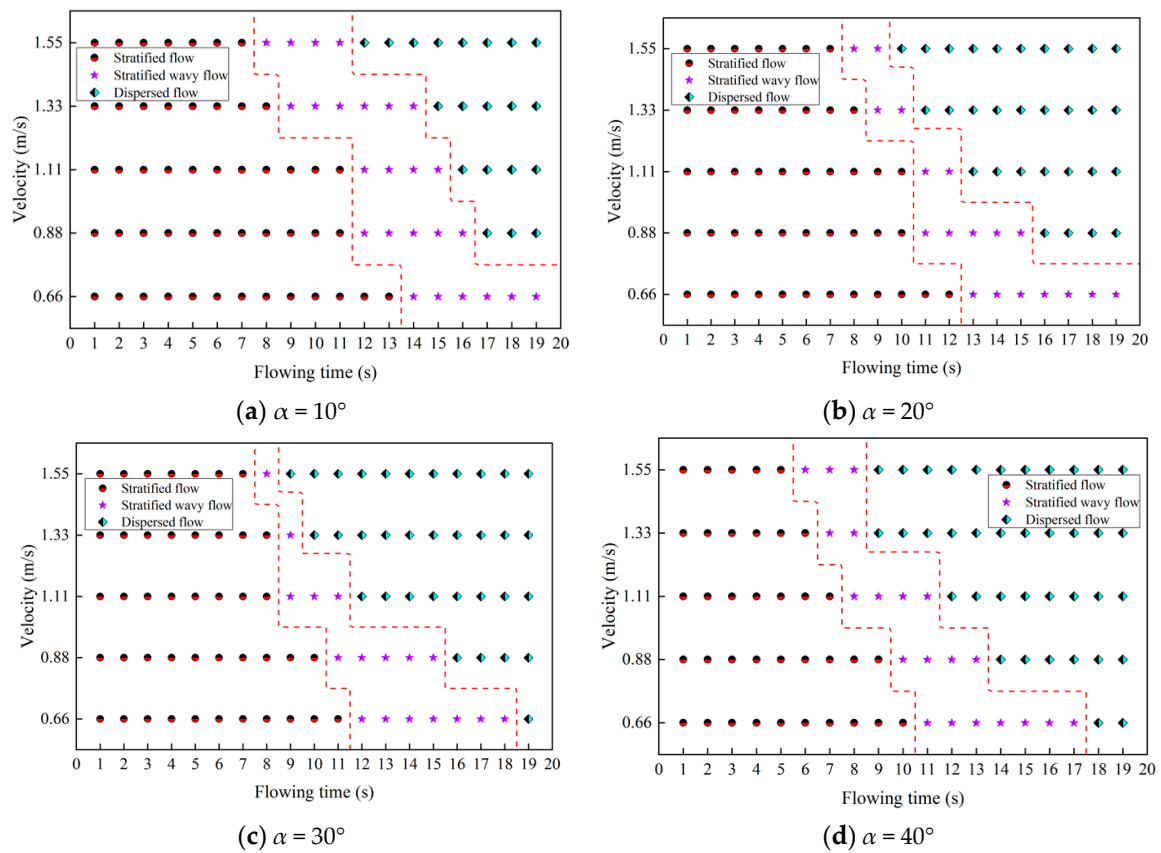 1.55
1.33
1.11
0.88
0.66
Velocity (m/s)
Stratified flow
Stratified wavy flow
Dispersed flow
0 1 2 3 4 5 6 7 8 9 10 11 12 13 14 15 16 17 18 19 20
Flowing time (s)
(a) α = 10°
1.55
1.33
1.11
0.88
0.66
Velocity (m/s)
Stratified flow
Stratified wavy flow
Dispersed flow
0 1 2 3 4 5 6 7 8 9 10 11 12 13 14 15 16 17 18 19 20
Flowing time (s)
(b) α = 20°
1.55
1.33
1.11
0.88
0.66
Velocity (m/s)
Stratified flow
Stratified wavy flow
Dispersed flow
0 1 2 3 4 5 6 7 8 9 10 11 12 13 14 15 16 17 18 19 20
Flowing time (s)
(c) α = 30°
1.55
1.33
1.11
0.88
0.66
Velocity (m/s)
Stratified flow
Stratified wavy flow
Dispersed flow
0 1 2 3 4 5 6 7 8 9 10 11 12 13 14 15 16 17 18 19 20
Flowing time (s)
(d) α = 40°